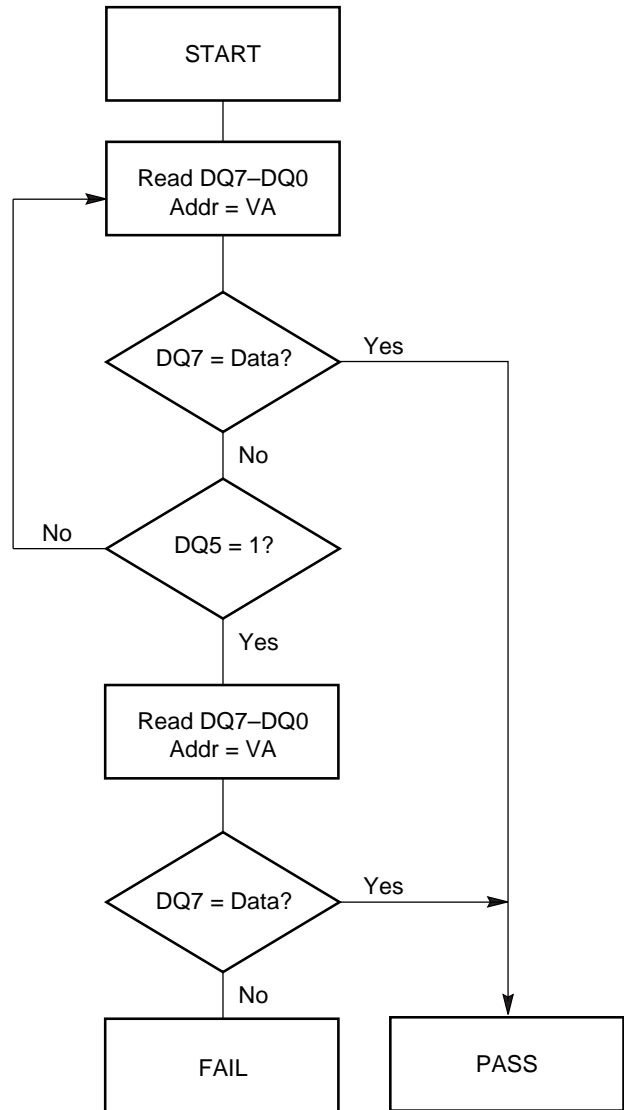 START
Read DQ7–DQ0
Addr = VA
DQ7 = Data?
Yes
No
No
DQ5 = 1?
Yes
Read DQ7–DQ0
Addr = VA
DQ7 = Data?
Yes
No
FAIL
PASS